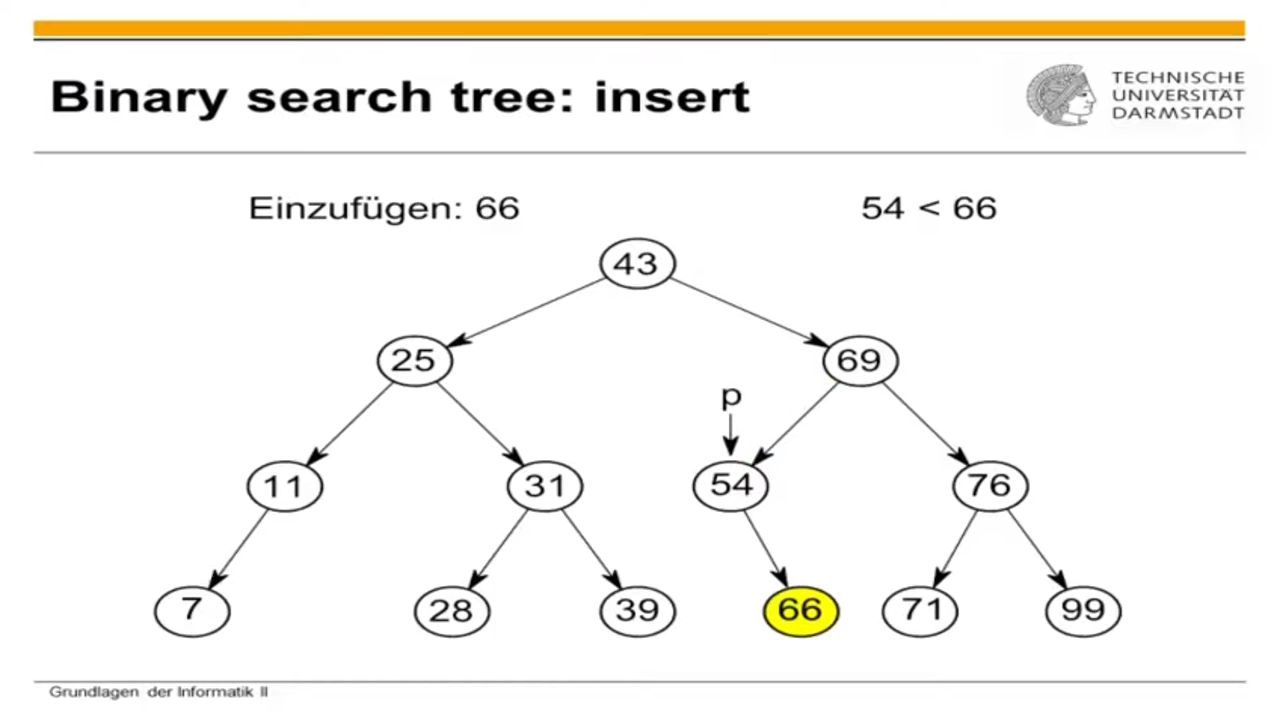 Binary search tree: insert
TECHNISCHE
UNIVERSITÄT
DARMSTADT
Einzufügen: 66
54 < 66
43
25
69
p
11
31
54
76
7
28
39
66
71
99
Grundlagen der Informatik II